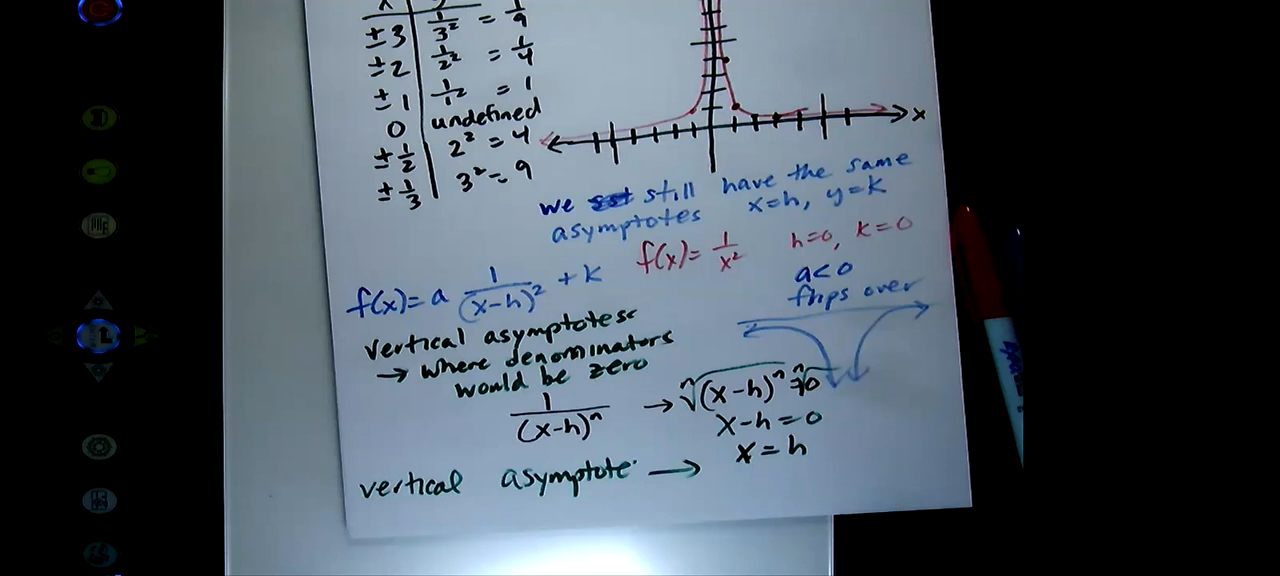 x | y
±3 | 1/3² = 1/9
±2 | 1/2² = 1/4
±1 | 1/1² = 1
0 | undefined
±1/2 | 2² = 4
±1/3 | 3² = 9
x
we still have the same
asymptotes x=h, y=k
f(x)= 1/x² h=0, k=0
a<0
flips over
f(x)= a 1/(x-h)² + k
vertical asymptotes
→ where denominators
would be zero
1/(x-h)ⁿ → ⁿ√(x-h)ⁿ = ⁿ√0
x-h=0
x=h
vertical asymptote →